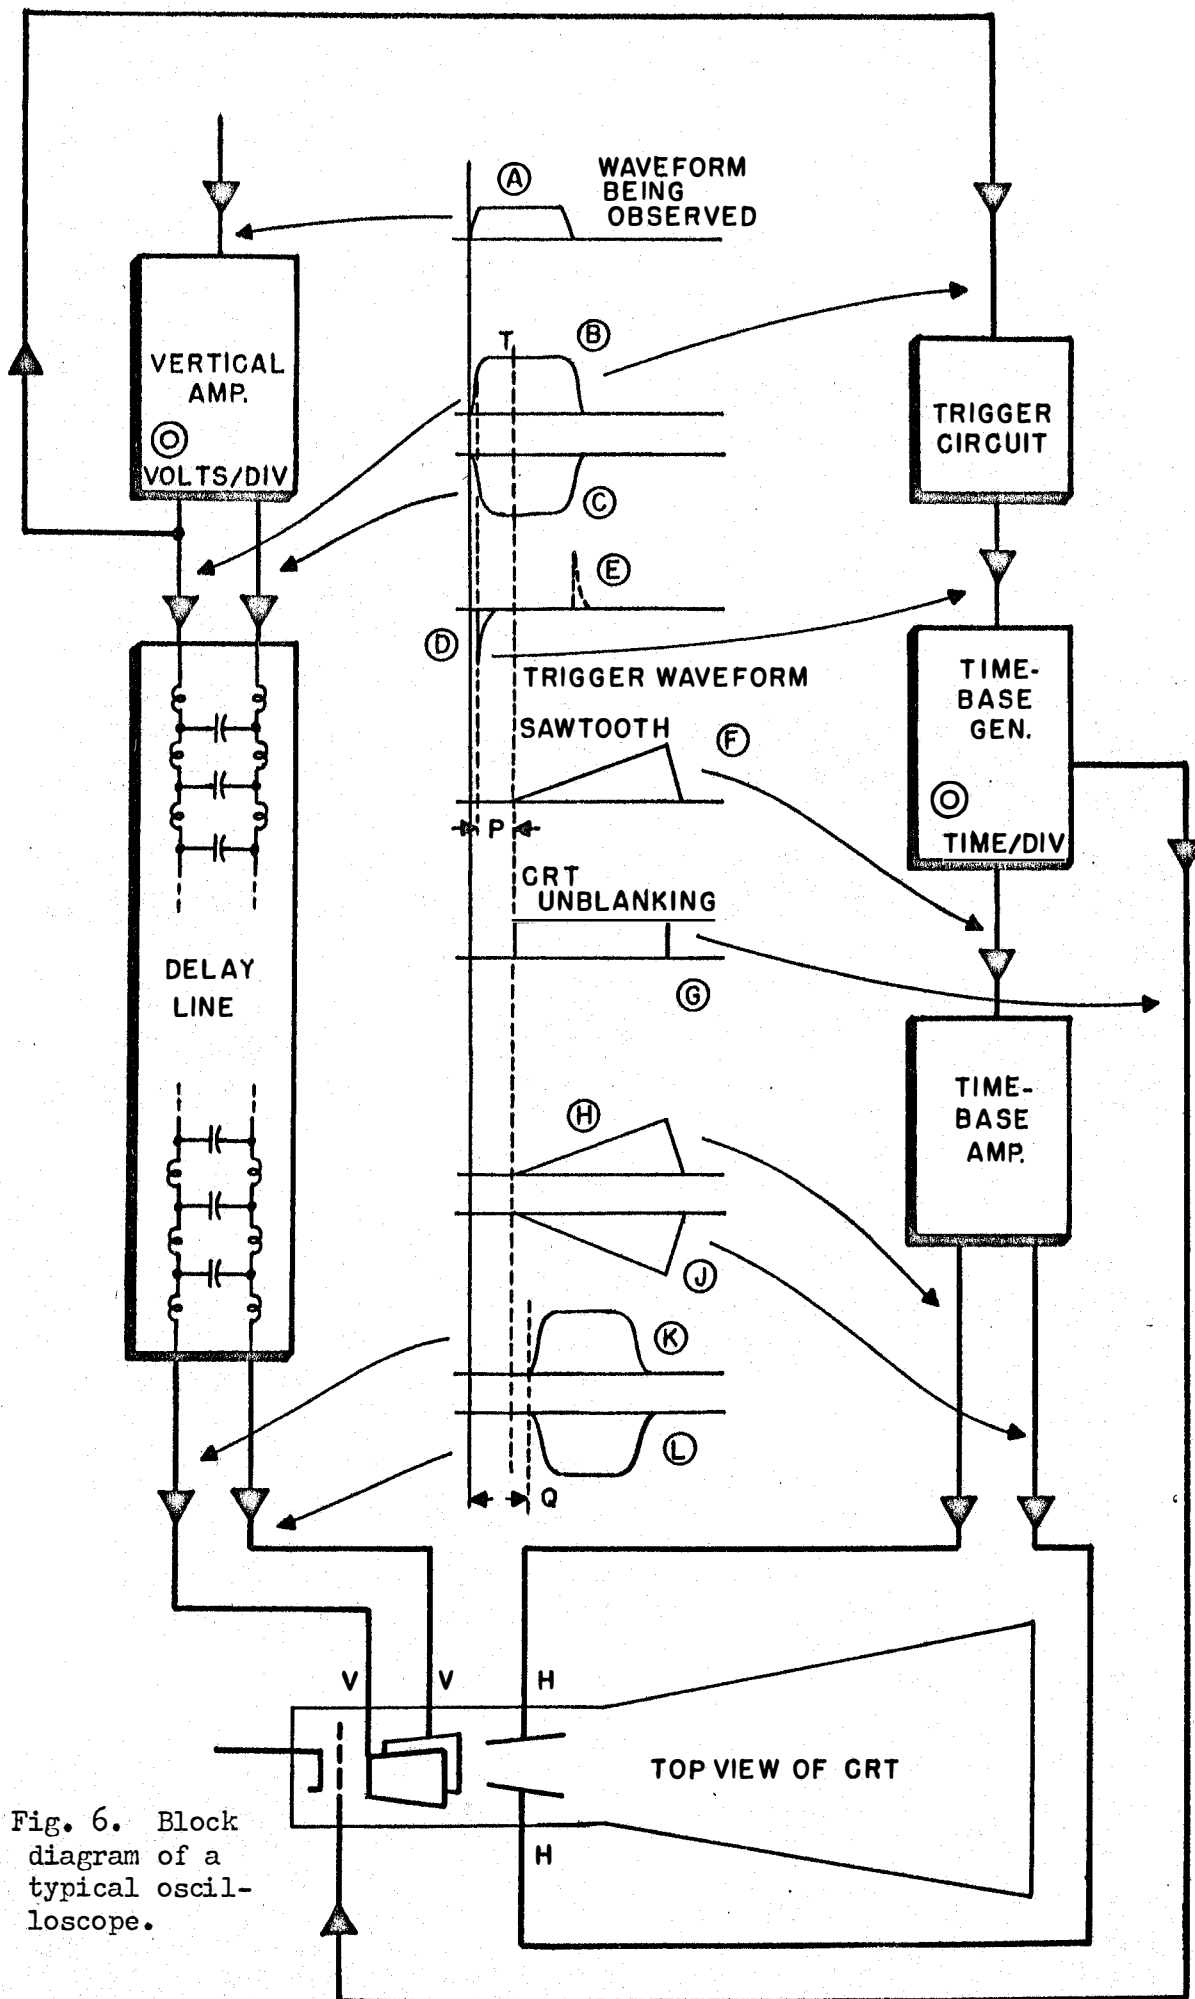 A
WAVEFORM
BEING
OBSERVED
T
B
VERTICAL
AMP.
VOLTS/DIV
TRIGGER
CIRCUIT
C
E
D
TRIGGER WAVEFORM
TIME-
BASE
GEN.
TIME/DIV
SAWTOOTH
F
P
CRT
UNBLANKING
G
DELAY
LINE
TIME-
BASE
AMP.
H
J
K
L
Q
V
V
H
TOP VIEW OF CRT
H
Fig. 6. Block
diagram of a
typical oscil-
loscope.